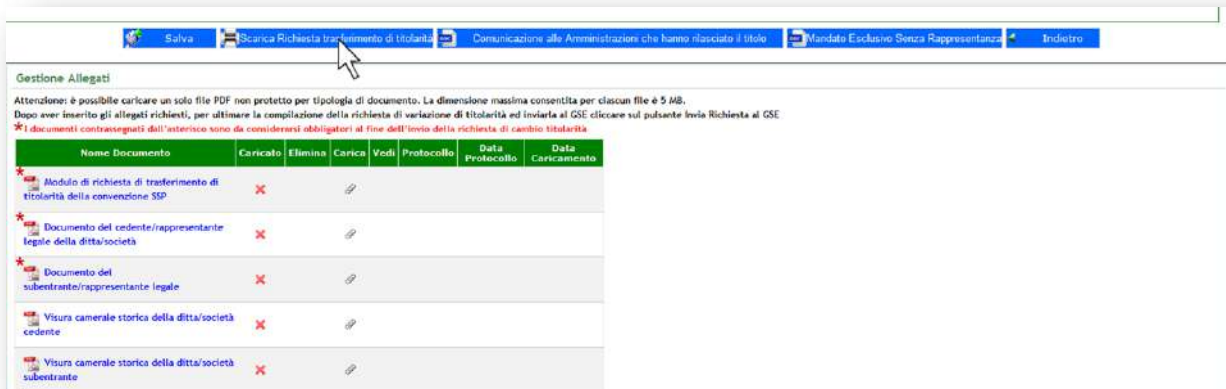 Salva Scarica Richiesta trasferimento di titolarità Comunicazione alle Amministrazioni che hanno rilasciato il titolo Mandato Esclusivo Senza Rappresentanza Indietro
Gestione Allegati
Attenzione: è possibile caricare un solo file PDF non protetto per tipologia di documento. La dimensione massima consentita per ciascun file è 5 MB.
Dopo aver inserito gli allegati richiesti, per ultimare la compilazione della richiesta di variazione di titolarità ed inviarla al GSE cliccare sul pulsante Invia Richiesta al GSE
*I documenti contrassegnati dall'asterisco sono da considerarsi obbligatori al fine dell'invio della richiesta di cambio titolarità
Nome Documento Caricato Elimina Carica Vedi Protocollo Data Protocollo Data Caricamento
* Modulo di richiesta di trasferimento di
titolarità della convenzione SSP
* Documento del cedente/rappresentante
legale della ditta/società
* Documento del
subentrante/rappresentante legale
Visura camerale storica della ditta/società
cedente
Visura camerale storica della ditta/società
subentrante